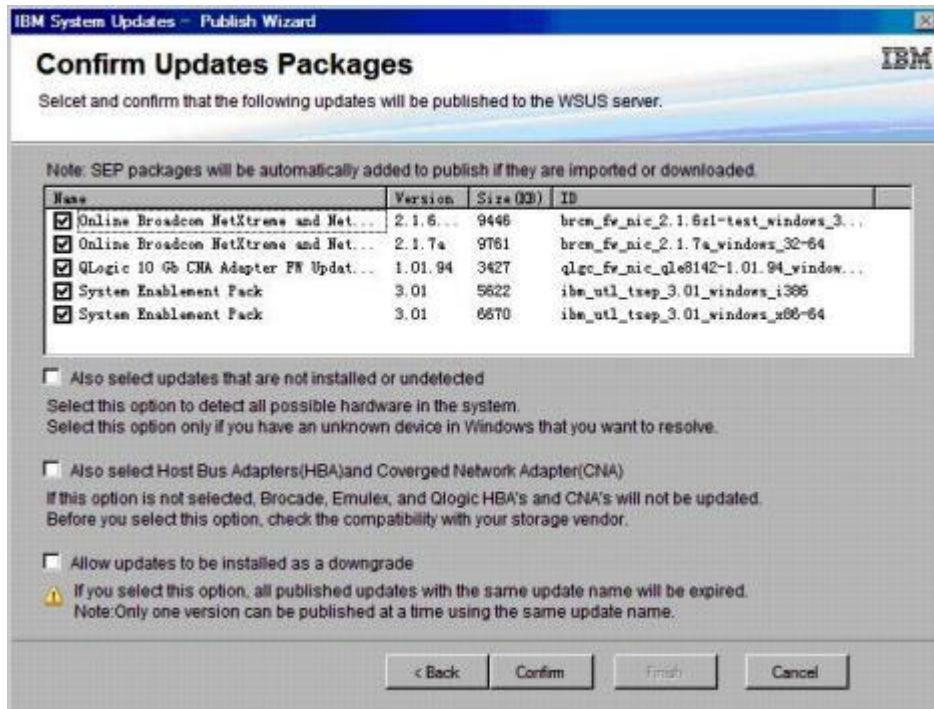 IBM System Updates - Publish Wizard
Confirm Updates Packages
IBM
Selcet and confirm that the following updates will be published to the WSUS server.
Note: SEP packages will be automatically added to publish if they are imported or downloaded.
Name Version Size(KB) ID
Online Broadcom NetXtreme and Net... 2.1.6... 9446 brcm_fw_nic_2.1.6z1-test_windows_3...
Online Broadcom NetXtreme and Net... 2.1.7a 9761 brcm_fw_nic_2.1.7a_windows_32-64
QLogic 10 Gb CNA Adapter FW Updat... 1.01.94 3427 qlgc_fw_nic_qle8142-1.01.94_window...
System Enablement Pack 3.01 5622 ibm_utl_tsep_3.01_windows_i386
System Enablement Pack 3.01 6670 ibm_utl_tsep_3.01_windows_x86-64
Also select updates that are not installed or undetected
Select this option to detect all possible hardware in the system.
Select this option only if you have an unknown device in Windows that you want to resolve.
Also select Host Bus Adapters(HBA)and Coverged Network Adapter(CNA)
If this option is not selected, Brocade, Emulex, and Qlogic HBA's and CNA's will not be updated.
Before you select this option, check the compatibility with your storage vendor.
Allow updates to be installed as a downgrade
If you select this option, all published updates with the same update name will be expired.
Note:Only one version can be published at a time using the same update name.
< Back Confirm Finish Cancel